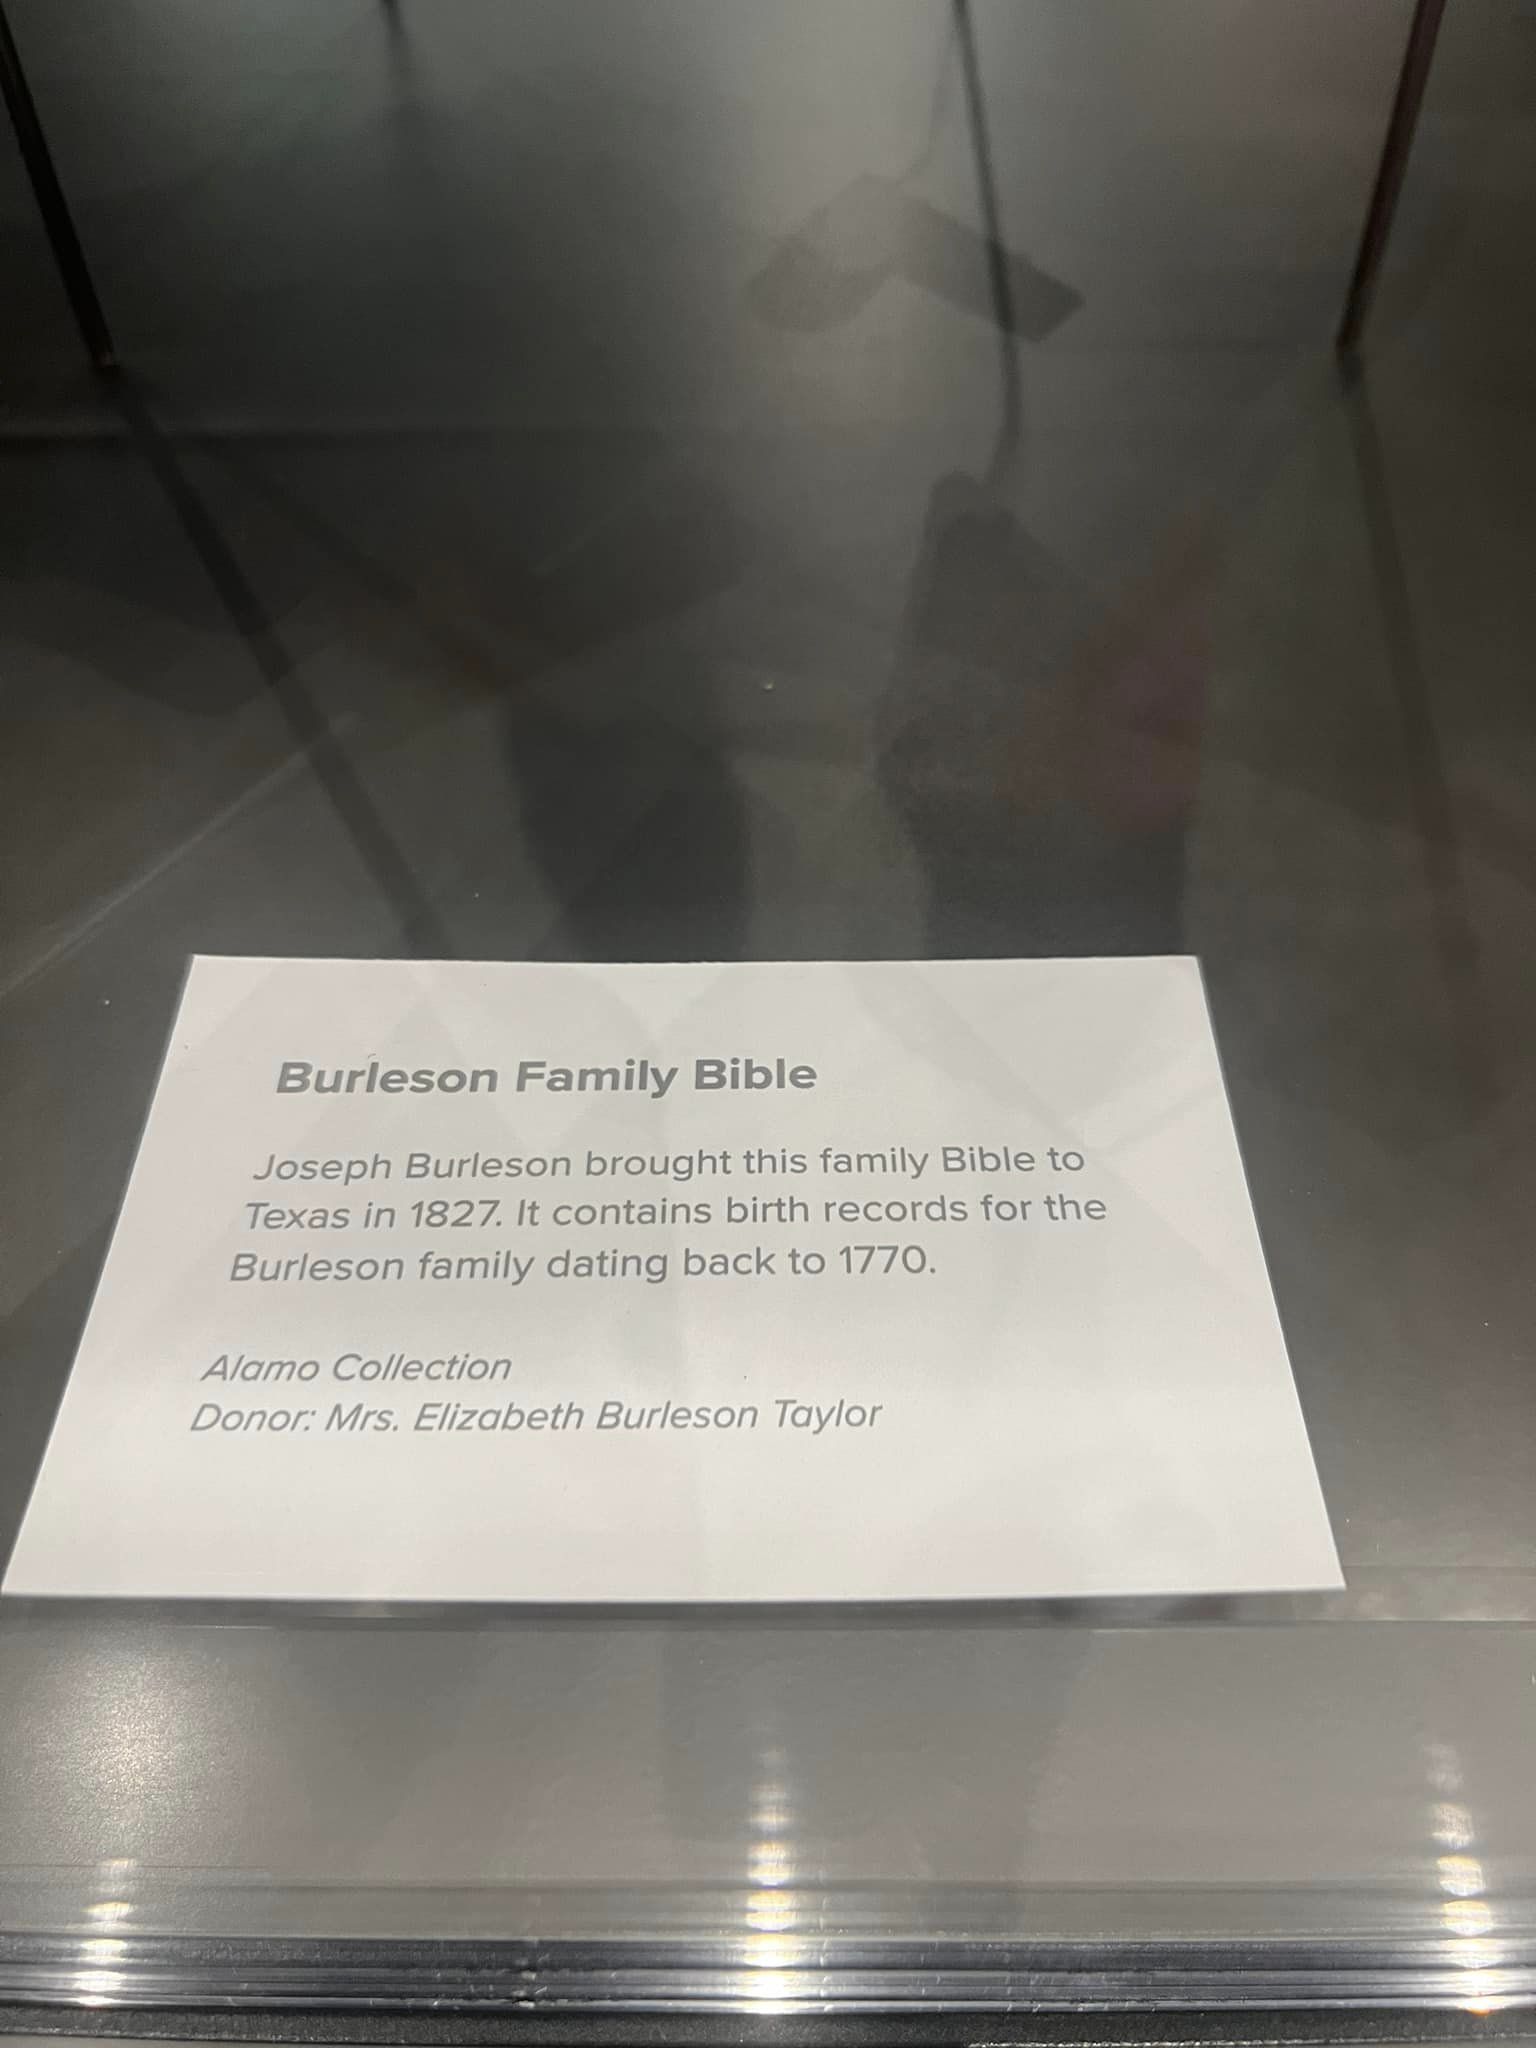 Burleson Family Bible
Joseph Burleson brought this family Bible to
Texas in 1827. It contains birth records for the
Burleson family dating back to 1770.
Alamo Collection
Donor: Mrs. Elizabeth Burleson Taylor